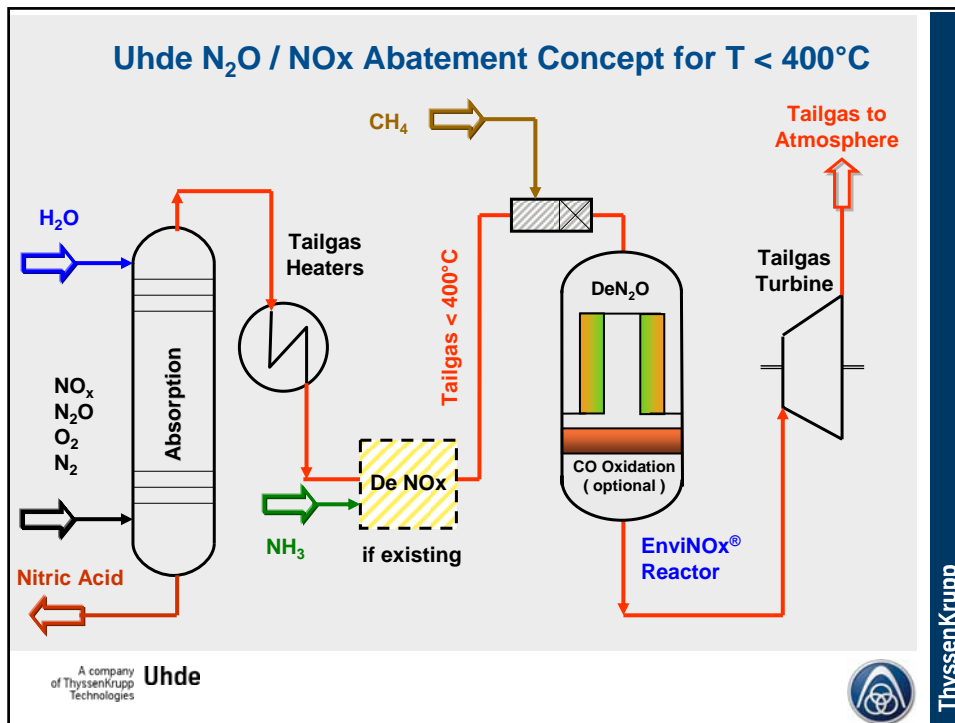 Uhde N₂O / NOx Abatement Concept for T < 400°C
CH₄
Tailgas to
Atmosphere
H₂O
Tailgas
Heaters
Tailgas < 400°C
Tailgas
Turbine
DeN₂O
Absorption
NOₓ
N₂O
O₂
N₂
De NOx
CO Oxidation
( optional )
NH₃
if existing
EnviNOx®
Reactor
Nitric Acid
A company
of ThyssenKrupp
Technologies
Uhde
ThyssenKrupp